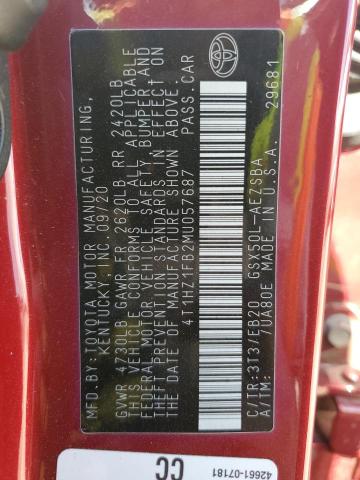 MFD.BY:TOYOTA MOTOR MANUFACTURING,
KENTUCKY, INC. 09/20
GVWR 4730LB GAWR FR 2620LB RR 2420LB
THIS VEHICLE CONFORMS TO ALL APPLICABLE
FEDERAL MOTOR VEHICLE SAFETY, BUMPER AND
THEFT PREVENTION STANDARDS IN EFFECT ON
THE DATE OF MANUFACTURE SHOWN ABOVE.
4T1HZ1FB2MU057687 PASS.CAR
C/TR:3T3/FB20 GSX50L-AEZSBA
A/TM: /UA80E MADE IN U.S.A.
29681
42661-07181
CC